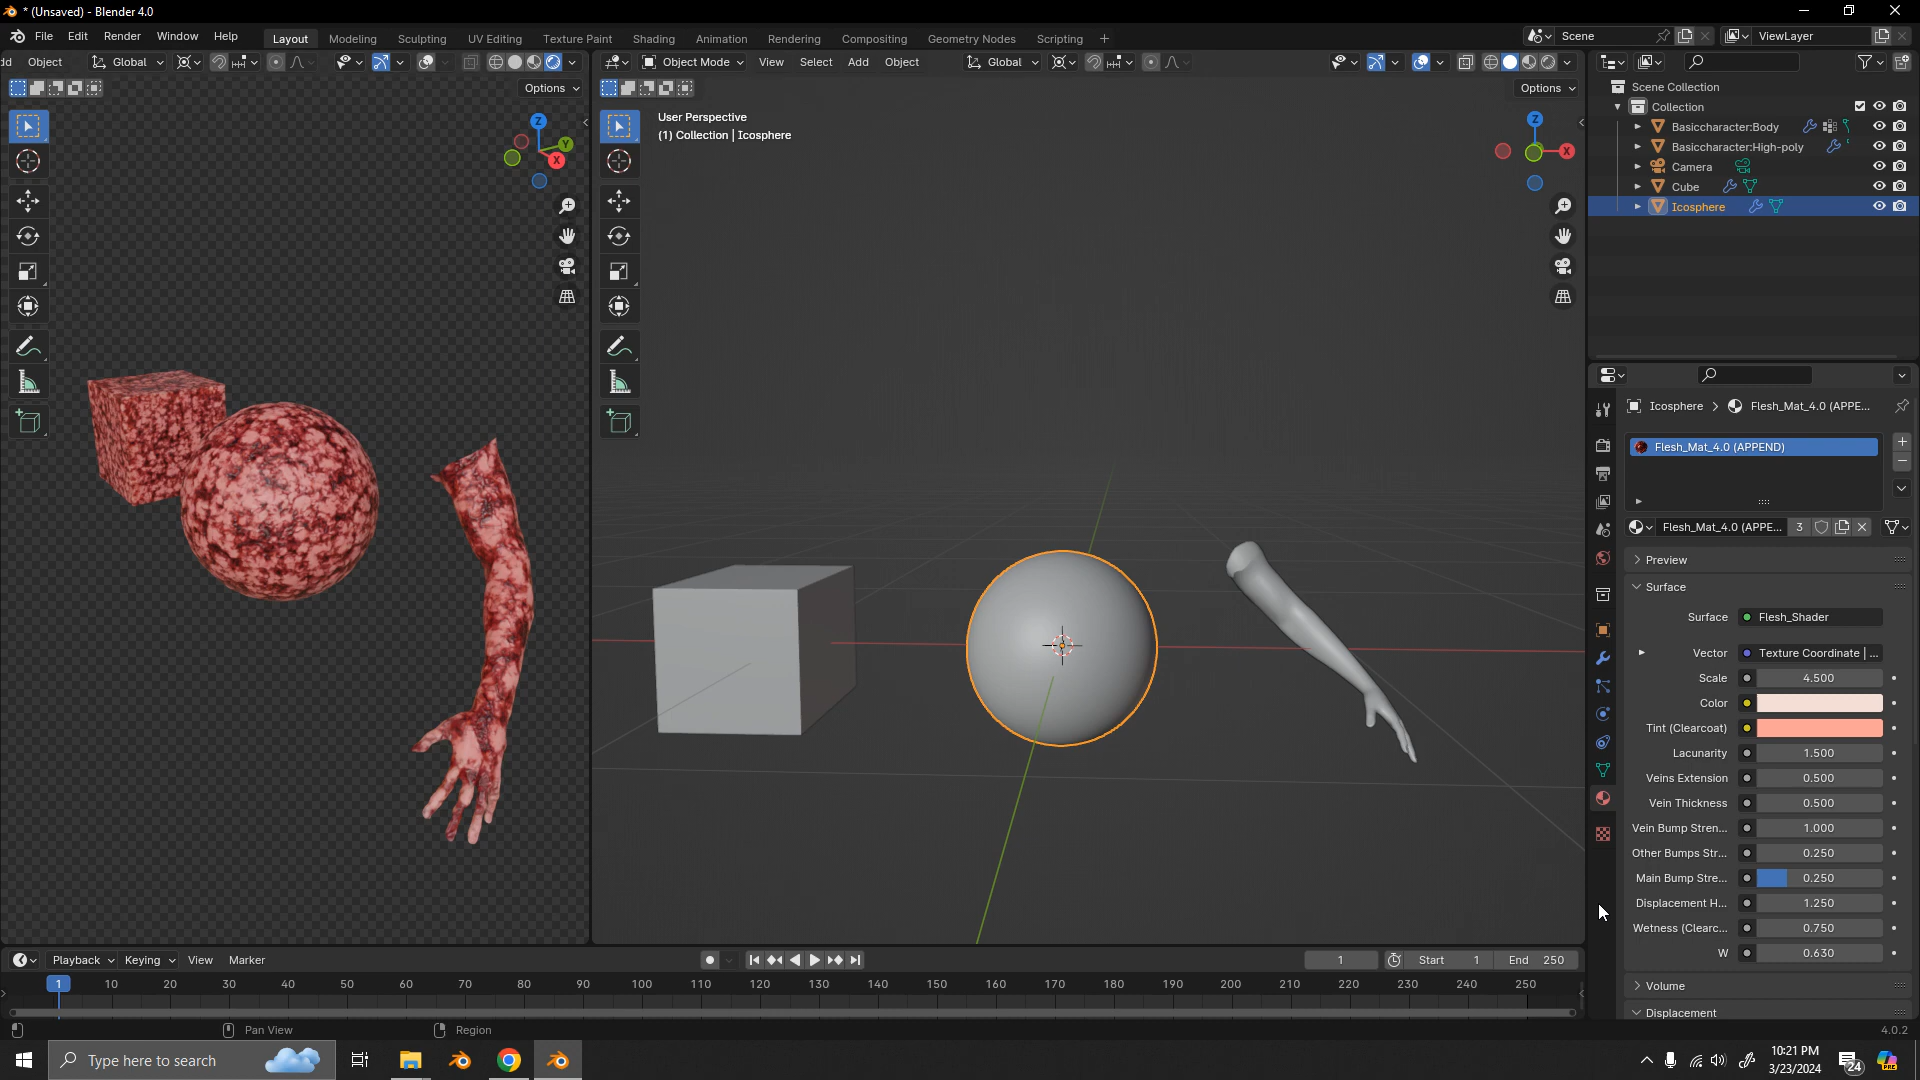 * (Unsaved) - Blender 4.0
File Edit Render Window Help Layout Modeling Sculpting UV Editing Texture Paint Shading Animation Rendering Compositing Geometry Nodes Scripting + Scene ViewLayer
dd Object Global Object Mode View Select Add Object Global
Options Options
Scene Collection
Collection
Basiccharacter:Body
Basiccharacter:High-poly
Camera
Cube
Icosphere
Z
Y
X
Z
X
User Perspective
(1) Collection | Icosphere
Icosphere > Flesh_Mat_4.0 (APPE...
Flesh_Mat_4.0 (APPEND)
Flesh_Mat_4.0 (APPE... 3
Preview
Surface
Surface Flesh_Shader
Vector Texture Coordinate | ...
Scale 4.500
Color
Tint (Clearcoat)
Lacunarity 1.500
Veins Extension 0.500
Vein Thickness 0.500
Vein Bump Stren... 1.000
Other Bumps Str... 0.250
Main Bump Stre... 0.250
Displacement H... 1.250
Wetness (Clearc... 0.750
W 0.630
Volume
Displacement
Playback Keying View Marker 1 Start 1 End 250
1 10 20 30 40 50 60 70 80 90 100 110 120 130 140 150 160 170 180 190 200 210 220 230 240 250
Pan View Region 4.0.2
Type here to search
10:21 PM
3/23/2024
24
PRE